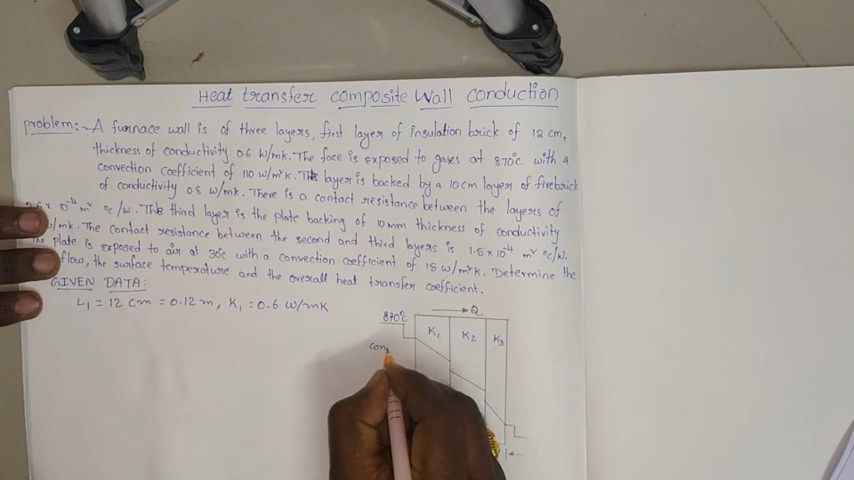 Heat transfer composite Wall conduction
problem:- A furnace wall is of three layers, first layer of insulation brick of 12 cm,
thickness of conductivity 0.6 W/mk. The face is exposed to gases at 870°c with a
convection coefficient of 110 W/m²k. The layer is backed by a 10cm layer of firebrick
of conductivity 0.8 W/mk. There is a contact resistance between the layers of
2.6 x 10⁻⁴ m² °c/w. The third layer is the plate backing of 10mm thickness of conductivity
W/mk. The contact resistance between the second and third layers is 1.5 x 10⁻⁴ m² °c/w.
the plate is exposed to air at 30°c with a convection coefficient of 15 w/m²k. Determine the
flow, the surface temperature and the overall heat transfer coefficient.
GIVEN DATA:
L₁ = 12 cm = 0.12 m, K₁ = 0.6 W/mK
Q
870°c
K₁ K₂ K₃
con